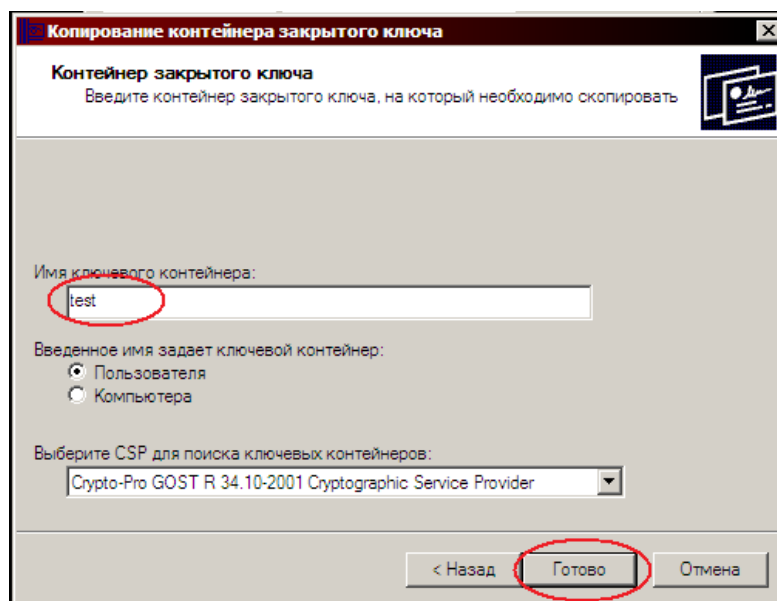 Копирование контейнера закрытого ключа
Контейнер закрытого ключа
Введите контейнер закрытого ключа, на который необходимо скопировать
Имя ключевого контейнера:
test
Введенное имя задает ключевой контейнер:
Пользователя
Компьютера
Выберите CSP для поиска ключевых контейнеров:
Crypto-Pro GOST R 34.10-2001 Cryptographic Service Provider
< Назад Готово Отмена